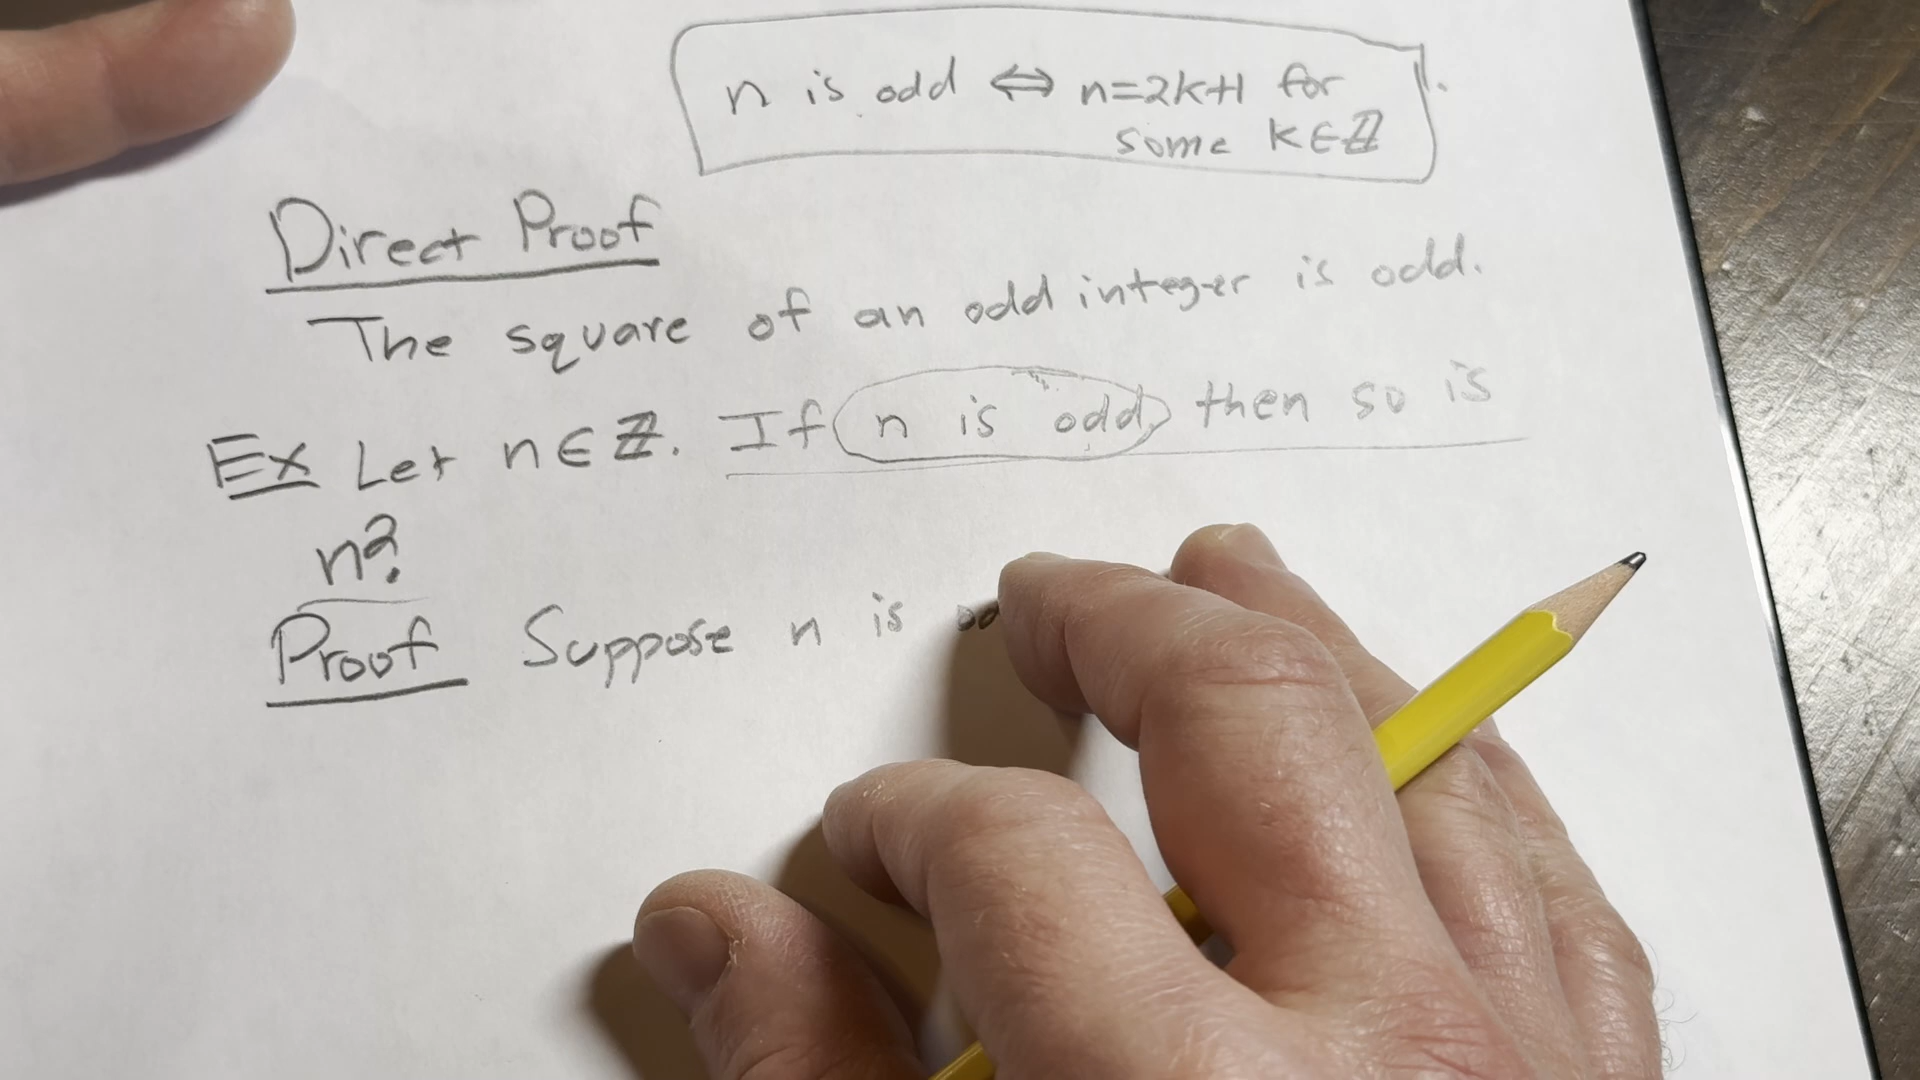 n is odd ⇔ n=2k+1 for
some k∈ℤ
Direct Proof
The square of an odd integer is odd.
Ex Let n∈ℤ. If n is odd, then so is
n².
Proof Suppose n is